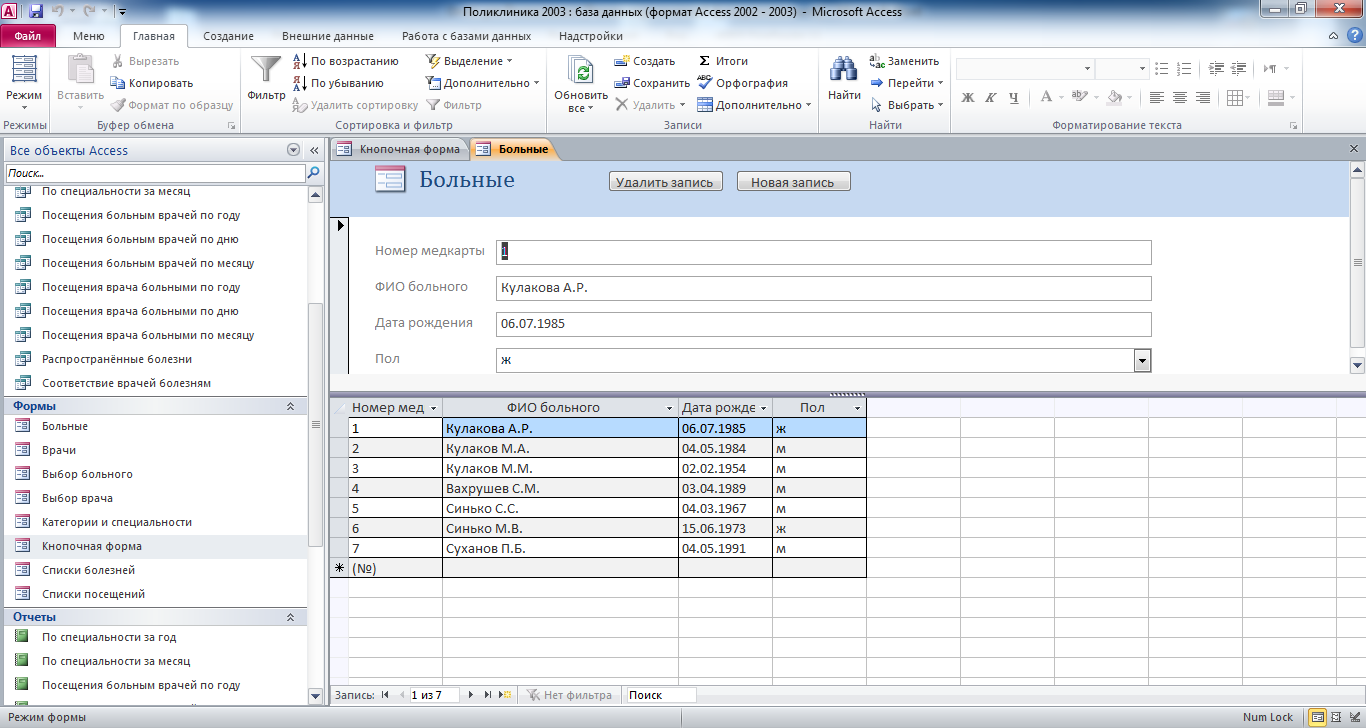 Поликлиника 2003 : база данных (формат Access 2002 - 2003) - Microsoft Access
Файл Меню Главная Создание Внешние данные Работа с базами данных Надстройки
Режим
Режимы
Вставить
Вырезать
Копировать
Формат по образцу
Буфер обмена
Фильтр
По возрастанию
По убыванию
Удалить сортировку
Выделение
Дополнительно
Фильтр
Сортировка и фильтр
Обновить
все
Создать
Сохранить
Удалить
Σ Итоги
Орфография
Дополнительно
Записи
Найти
Заменить
Перейти
Выбрать
Найти
Ж К Ч А
Форматирование текста
Все объекты Access
Поиск...
По специальности за месяц
Посещения больным врачей по году
Посещения больным врачей по дню
Посещения больным врачей по месяцу
Посещения врача больными по году
Посещения врача больными по дню
Посещения врача больными по месяцу
Распространённые болезни
Соответствие врачей болезням
Формы
Больные
Врачи
Выбор больного
Выбор врача
Категории и специальности
Кнопочная форма
Списки болезней
Списки посещений
Отчеты
По специальности за год
По специальности за месяц
Посещения больным врачей по году
Кнопочная форма Больные
Больные Удалить запись Новая запись
Номер медкарты 1
ФИО больного Кулакова А.Р.
Дата рождения 06.07.1985
Пол ж
Номер мед ФИО больного Дата рожде Пол
1 Кулакова А.Р. 06.07.1985 ж
2 Кулаков М.А. 04.05.1984 м
3 Кулаков М.М. 02.02.1954 м
4 Вахрушев С.М. 03.04.1989 м
5 Синько С.С. 04.03.1967 м
6 Синько М.В. 15.06.1973 ж
7 Суханов П.Б. 04.05.1991 м
(№)
Запись: 1 из 7 Нет фильтра Поиск
Режим формы Num Lock